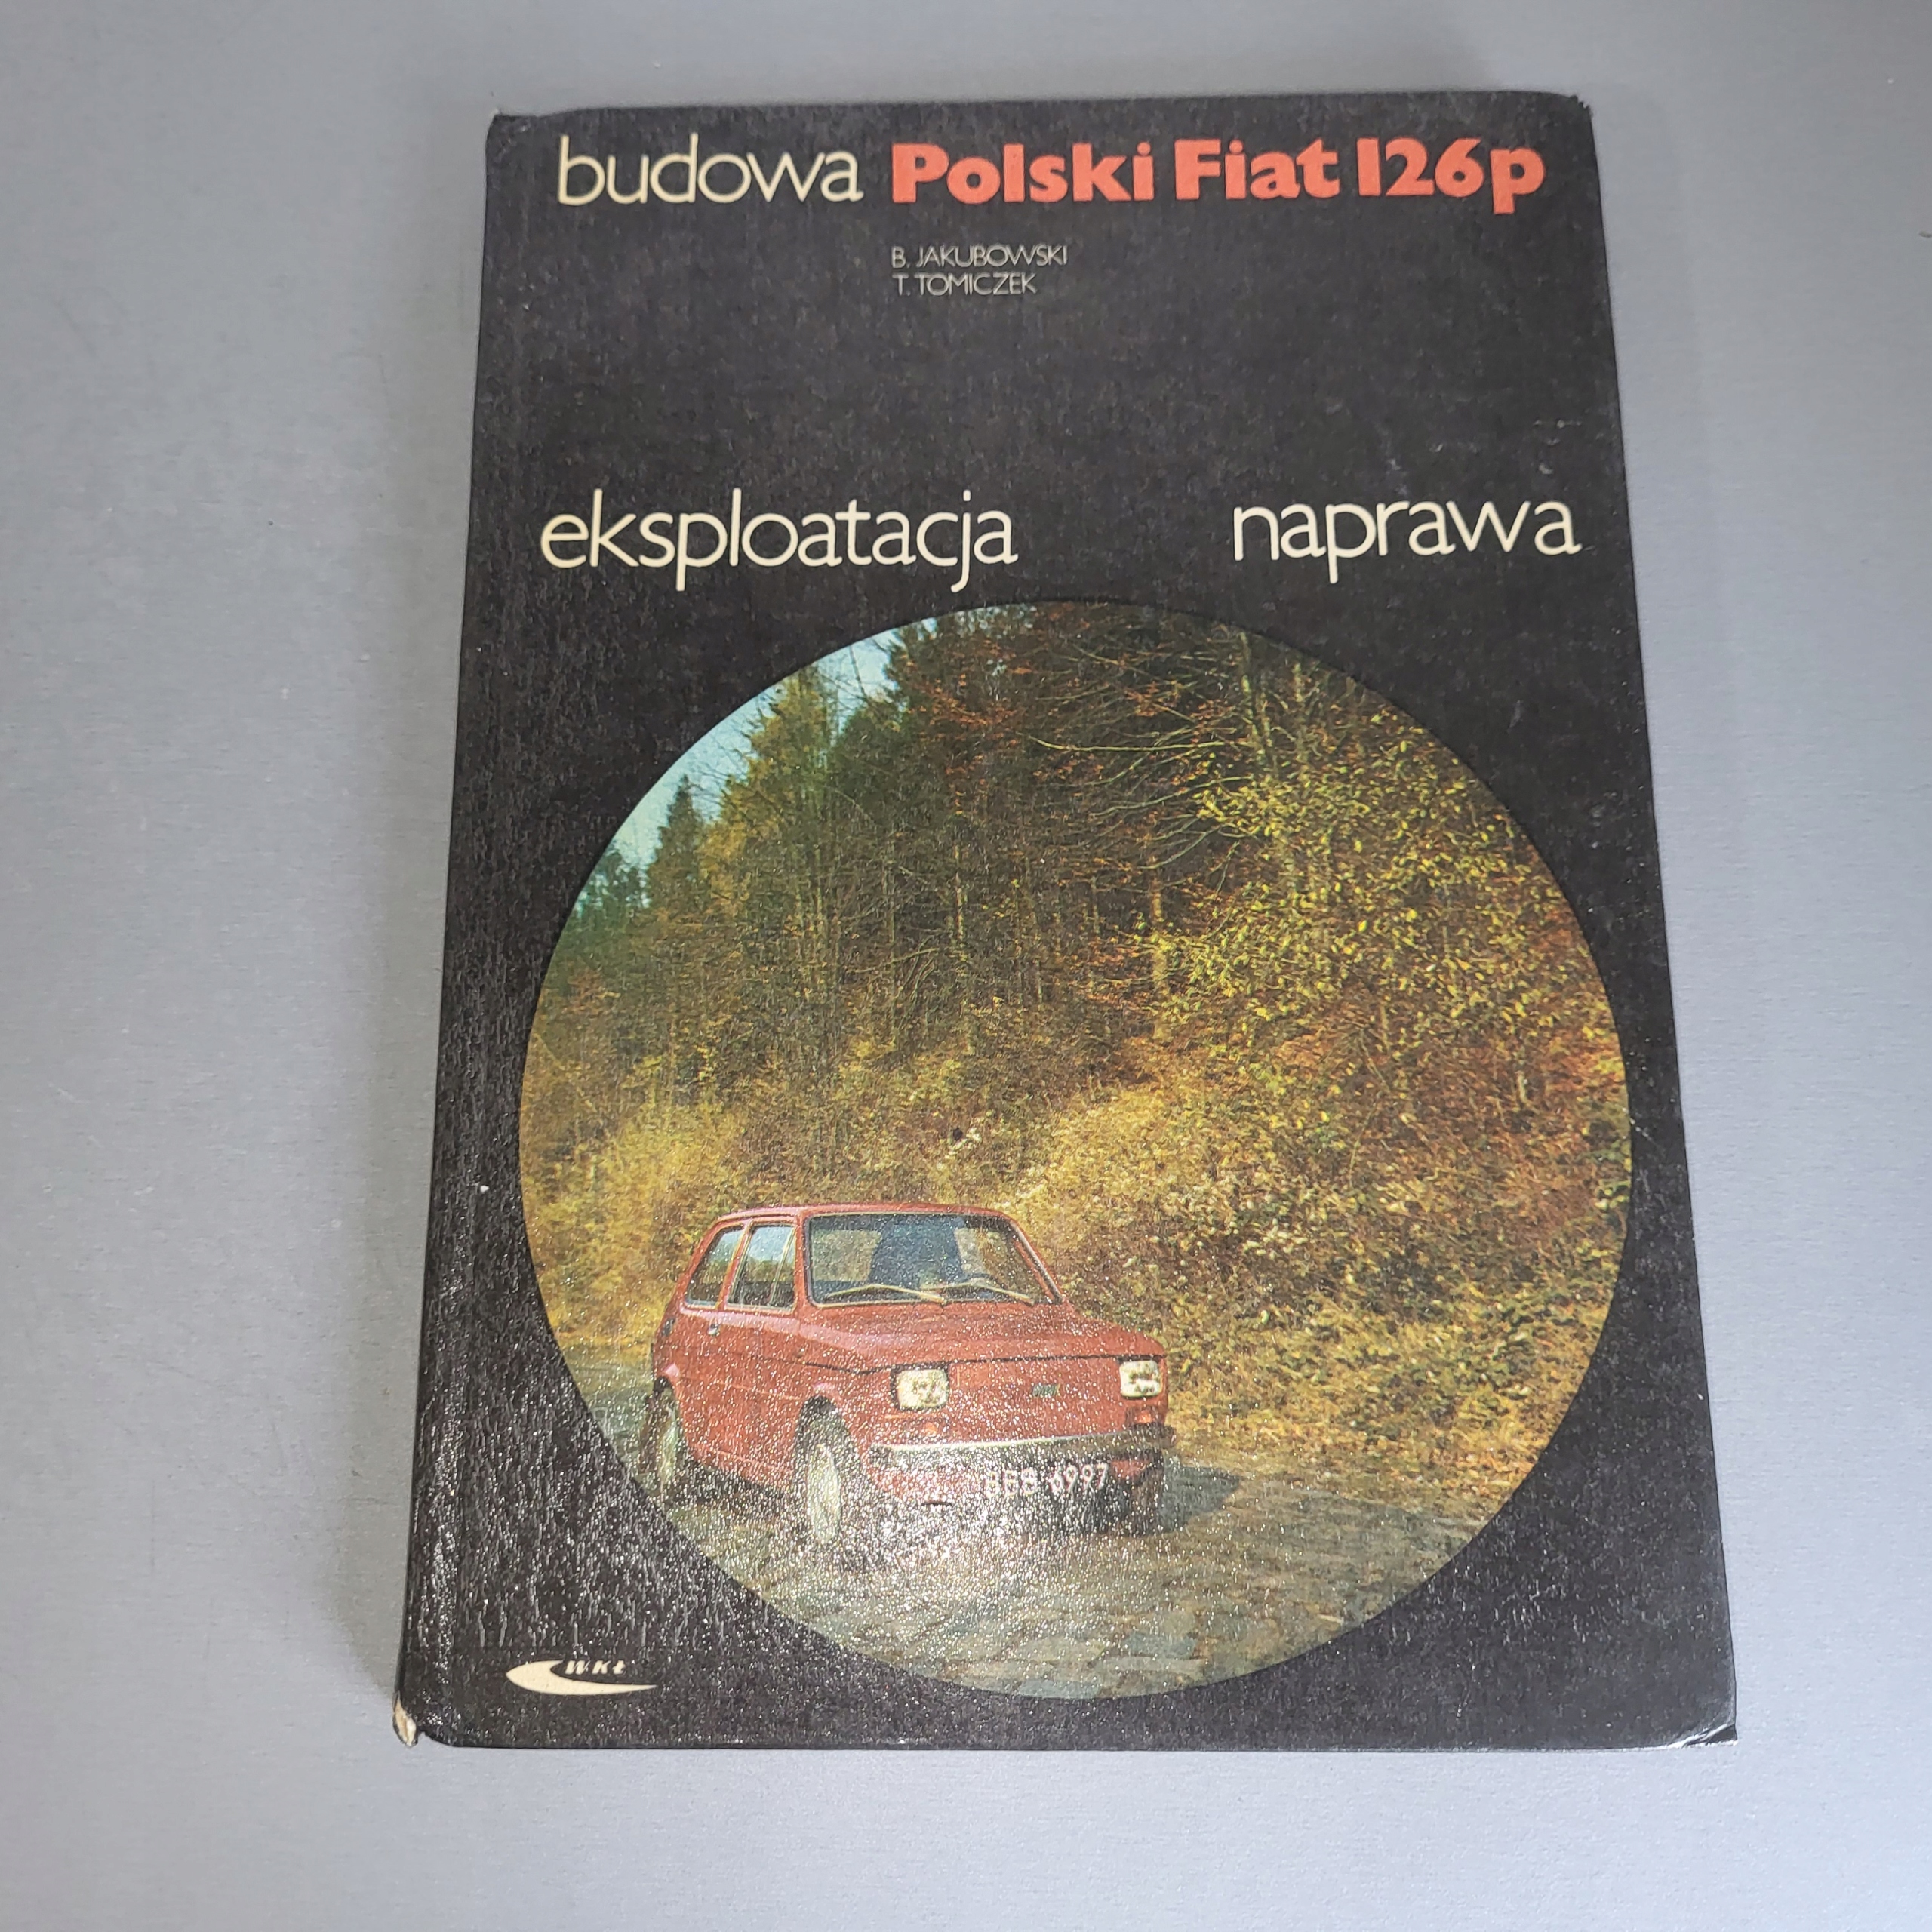 budowa Polski Fiat 126p
B. JAKUBOWSKI
T. TOMICZEK
eksploatacja naprawa
WKŁ